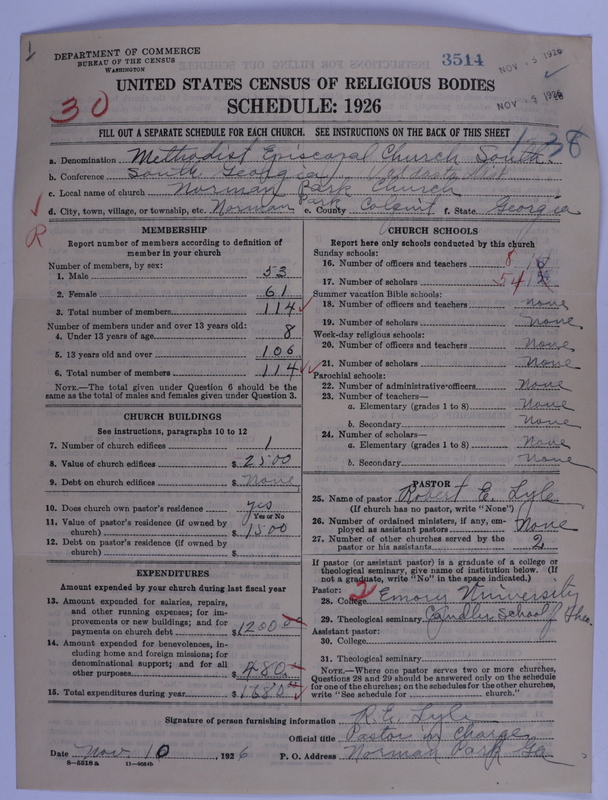 1
DEPARTMENT OF COMMERCE
BUREAU OF THE CENSUS
WASHINGTON
3514
NOV 1926
NOV 1926
UNITED STATES CENSUS OF RELIGIOUS BODIES
SCHEDULE: 1926
30
FILL OUT A SEPARATE SCHEDULE FOR EACH CHURCH. SEE INSTRUCTIONS ON THE BACK OF THIS SHEET
1-38
a. Denomination Methodist Episcopal Church South.
b. Conference South Georgia Valdosta Dist.
c. Local name of church Norman Park Church
d. City, town, village, or township, etc. Norman Park e. County Colquitt f. State Georgia
R
MEMBERSHIP
Report number of members according to definition of
member in your church
Number of members, by sex:
1. Male 53
2. Female 61
3. Total number of members 114
Number of members under and over 13 years old:
4. Under 13 years of age 8
5. 13 years old and over 106
6. Total number of members 114
NOTE.—The total given under Question 6 should be
the same as the total of males and females given under Question 3.
CHURCH BUILDINGS
See instructions, paragraphs 10 to 12
7. Number of church edifices 1
8. Value of church edifices $ 2500
9. Debt on church edifices $ None
10. Does church own pastor's residence? yes
Yes or No
11. Value of pastor's residence (if owned by
church) $ 1500
12. Debt on pastor's residence (if owned by
church) $
EXPENDITURES
Amount expended by your church during last fiscal year
13. Amount expended for salaries, repairs,
and other running expenses; for im-
provements or new buildings; and for
payments on church debt $ 1200.00
14. Amount expended for benevolences, in-
cluding home and foreign missions; for
denominational support; and for all
other purposes $ 480
15. Total expenditures during year $ 1680
CHURCH SCHOOLS
Report here only schools conducted by this church
Sunday schools:
16. Number of officers and teachers 8
17. Number of scholars 54
Summer vacation Bible schools:
18. Number of officers and teachers None
19. Number of scholars None
Week-day religious schools:
20. Number of officers and teachers None
21. Number of scholars None
Parochial schools:
22. Number of administrative officers None
23. Number of teachers—
a. Elementary (grades 1 to 8) None
b. Secondary None
24. Number of scholars—
a. Elementary (grades 1 to 8) None
b. Secondary None
PASTOR
25. Name of pastor Robert E. Lyle
(If church has no pastor, write "None")
26. Number of ordained ministers, if any, em-
ployed as assistant pastors None
27. Number of other churches served by the
pastor or his assistants 2
If pastor (or assistant pastor) is a graduate of a college or
theological seminary, give name of institution below. (If
not a graduate, write "No" in the space indicated.)
Pastor: 2
28. College Emory University
29. Theological seminary Candler School of Theo.
Assistant pastor:
30. College
31. Theological seminary
NOTE.—Where one pastor serves two or more churches,
Questions 28 and 29 should be answered only on the schedule
for one of the churches; on the schedules for the other churches,
write "See schedule for church."
Signature of person furnishing information R.E. Lyle
Official title Pastor in Charge
Date Nov. 10, 1926 P. O. Address Norman Park, Ga
8—5518a 11—9054b